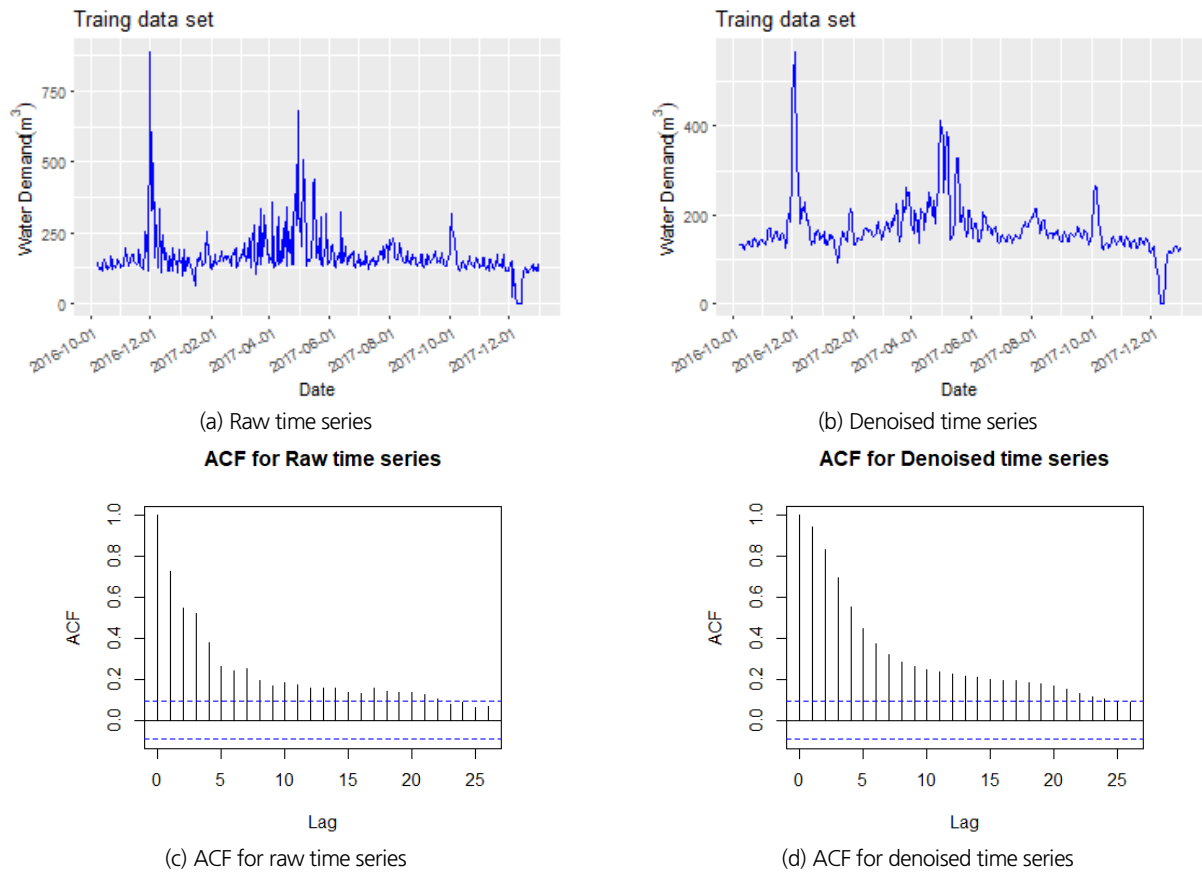 Traing data set
Water Demand(m³)
750
500
250
0
2016-10-01
2016-12-01
2017-02-01
2017-04-01
2017-06-01
2017-08-01
2017-10-01
2017-12-01
Date
(a) Raw time series
Traing data set
Water Demand(m³)
400
200
0
2016-10-01
2016-12-01
2017-02-01
2017-04-01
2017-06-01
2017-08-01
2017-10-01
2017-12-01
Date
(b) Denoised time series
ACF for Raw time series
ACF
1.0
0.8
0.6
0.4
0.2
0.0
0 5 10 15 20 25
Lag
(c) ACF for raw time series
ACF for Denoised time series
ACF
1.0
0.8
0.6
0.4
0.2
0.0
0 5 10 15 20 25
Lag
(d) ACF for denoised time series